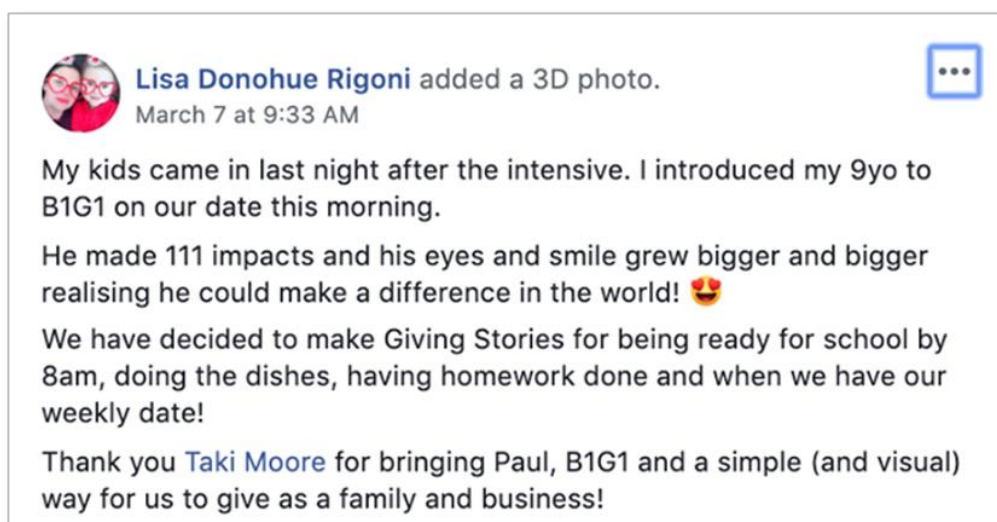 Lisa Donohue Rigoni added a 3D photo.
March 7 at 9:33 AM
My kids came in last night after the intensive. I introduced my 9yo to
B1G1 on our date this morning.
He made 111 impacts and his eyes and smile grew bigger and bigger
realising he could make a difference in the world! 😍
We have decided to make Giving Stories for being ready for school by
8am, doing the dishes, having homework done and when we have our
weekly date!
Thank you Taki Moore for bringing Paul, B1G1 and a simple (and visual)
way for us to give as a family and business!